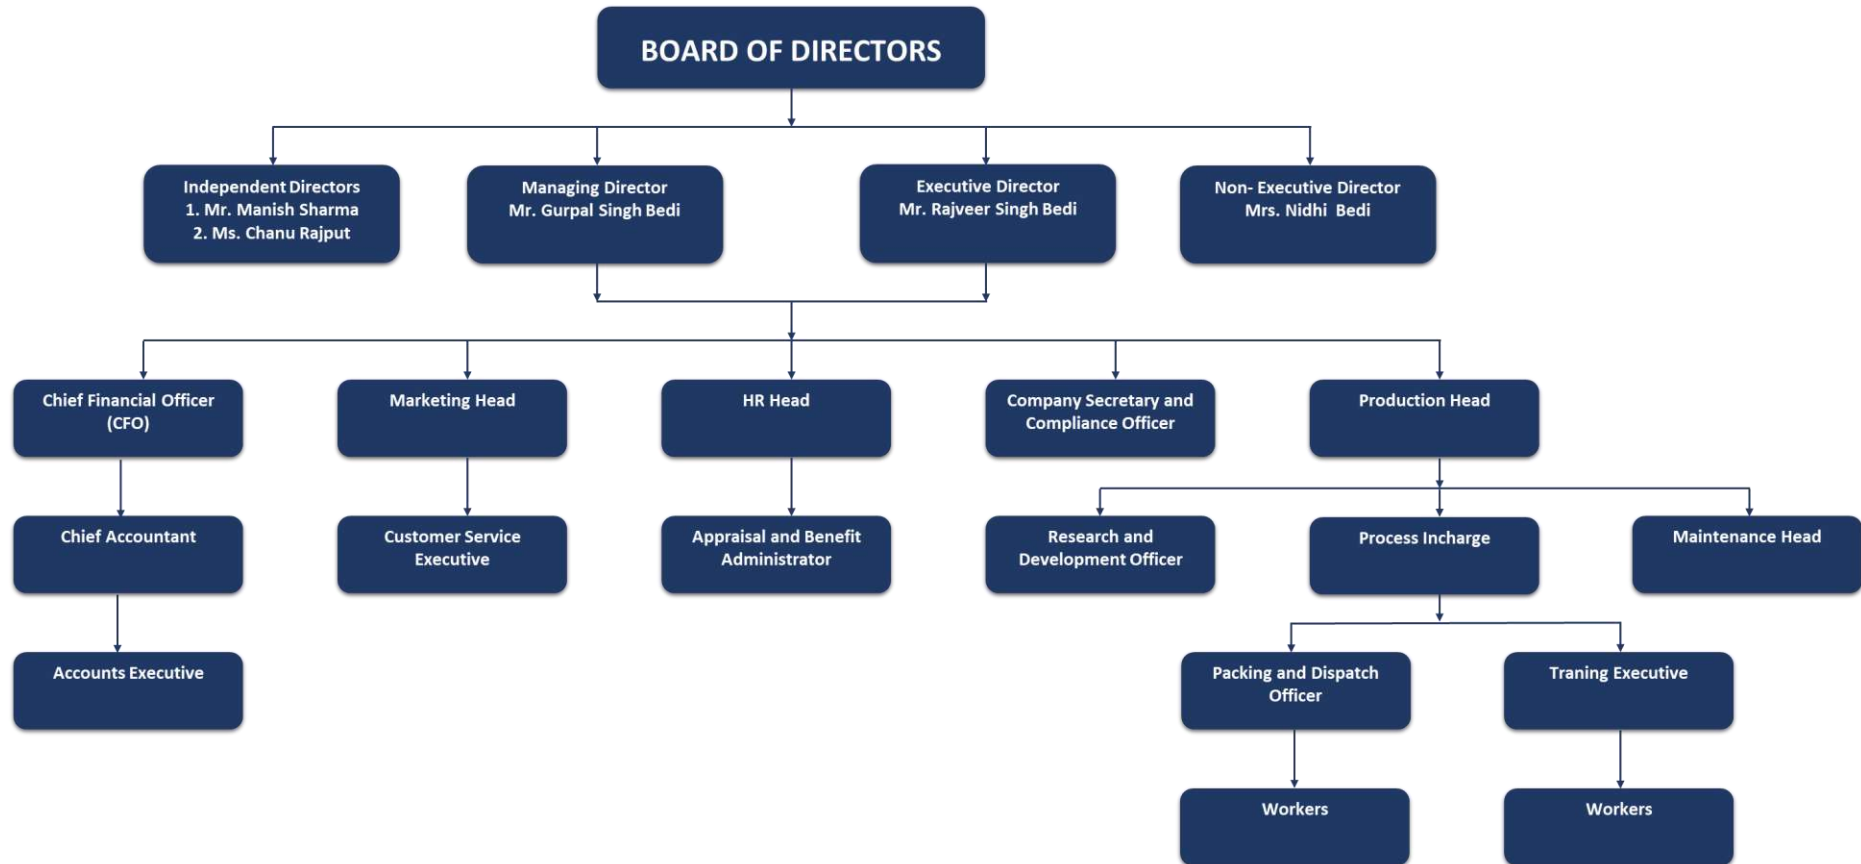 BOARD OF DIRECTORS
Independent Directors
1. Mr. Manish Sharma
2. Ms. Chanu Rajput
Managing Director
Mr. Gurpal Singh Bedi
Executive Director
Mr. Rajveer Singh Bedi
Non- Executive Director
Mrs. Nidhi Bedi
Chief Financial Officer
(CFO)
Marketing Head
HR Head
Company Secretary and
Compliance Officer
Production Head
Chief Accountant
Customer Service
Executive
Appraisal and Benefit
Administrator
Research and
Development Officer
Process Incharge
Maintenance Head
Accounts Executive
Packing and Dispatch
Officer
Traning Executive
Workers
Workers